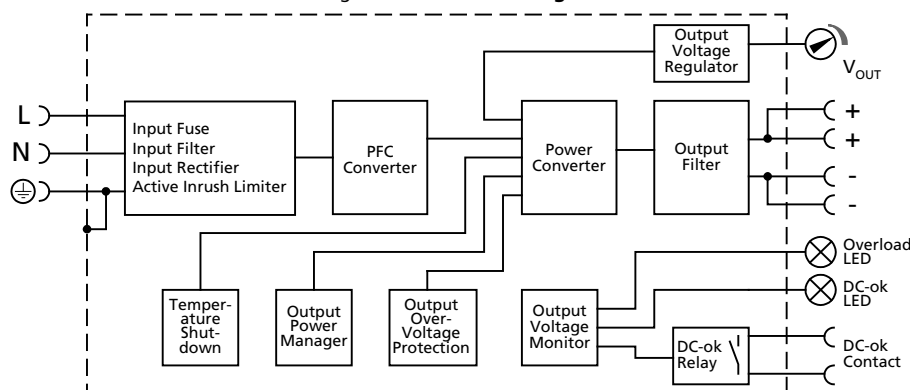 Output
Voltage
Regulator
VOUT
L
N
Input Fuse
Input Filter
Input Rectifier
Active Inrush Limiter
PFC
Converter
Power
Converter
Output
Filter
+
+
-
-
Temper-
ature
Shut-
down
Output
Power
Manager
Output
Over-
Voltage
Protection
Output
Voltage
Monitor
Overload
LED
DC-ok
LED
DC-ok
Relay
DC-ok
Contact